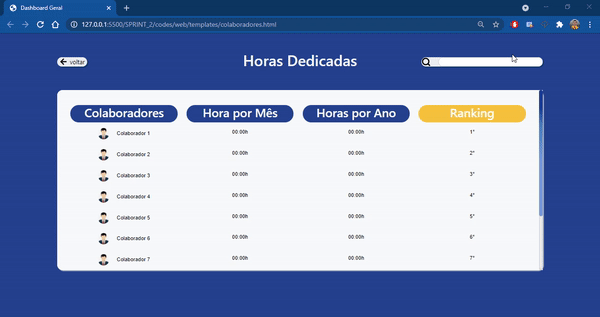 Dashboard Geral
127.0.0.1:5500/SPRINT_2/codes/web/templates/colaboradores.html
voltar
Horas Dedicadas
Colaboradores Hora por Mês Horas por Ano Ranking
Colaborador 1 00:00h 00:00h 1°
Colaborador 2 00:00h 00:00h 2°
Colaborador 3 00:00h 00:00h 3°
Colaborador 4 00:00h 00:00h 4°
Colaborador 5 00:00h 00:00h 5°
Colaborador 6 00:00h 00:00h 6°
Colaborador 7 00:00h 00:00h 7°